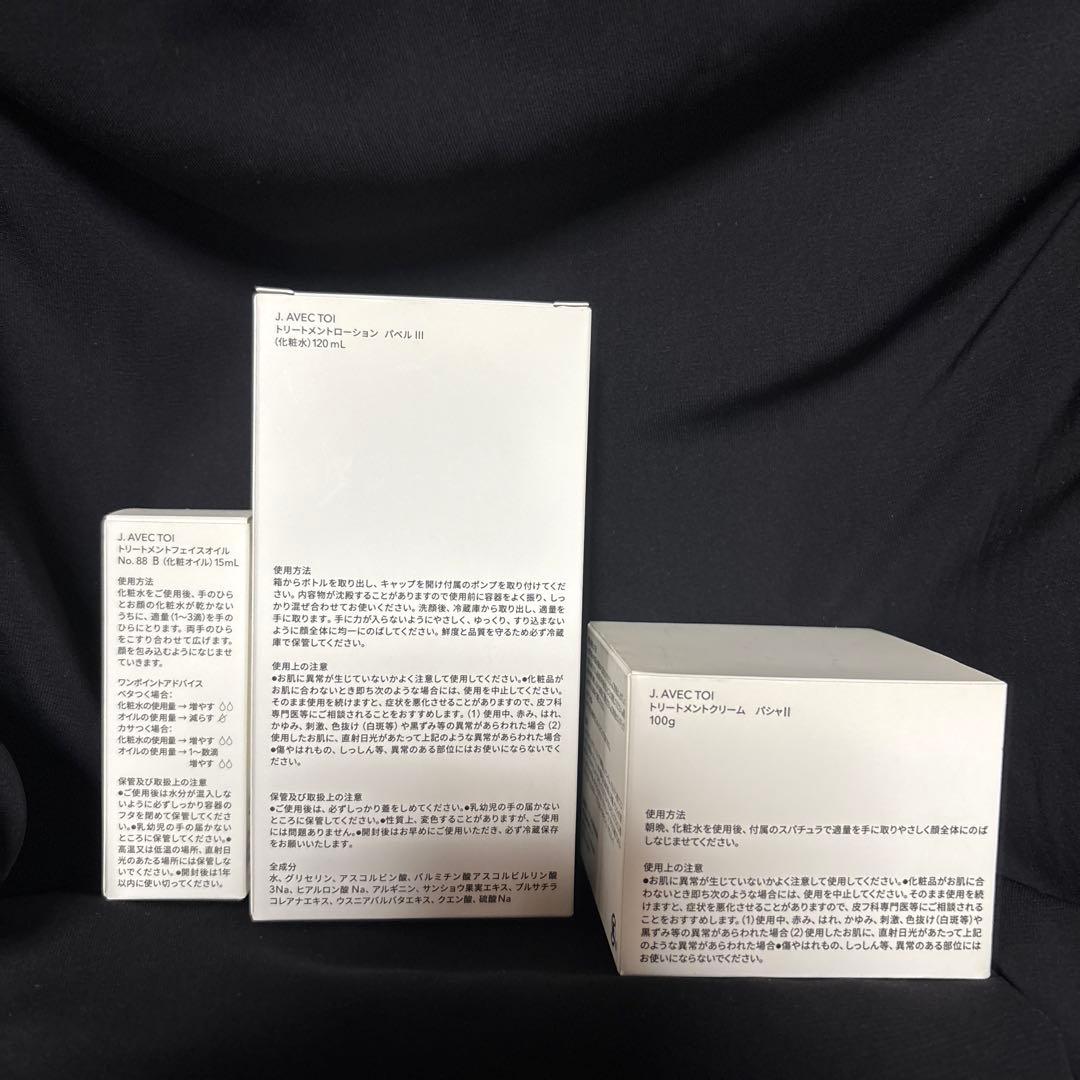 J. AVEC TOI
トリートメントフェイスオイル
No. 88 B (化粧オイル) 15mL
使用方法
化粧水をご使用後、手のひら
とお顔の化粧水が乾かない
うちに、適量(1〜3滴)を手の
ひらにとります。両手のひら
をこすり合わせて広げます。
顔を包み込むようになじませ
ていきます。
ワンポイントアドバイス
ベタつく場合:
化粧水の使用量 → 増やす
オイルの使用量 → 減らす
カサつく場合:
化粧水の使用量 → 増やす
オイルの使用量 → 1〜数滴
増やす
保管及び取扱上の注意
●ご使用後は水分が混入しな
いように必ずしっかり容器の
フタを閉めて保管してくださ
い。●乳幼児の手の届かない
ところに保管してください。●
高温又は低温の場所、直射日
光のあたる場所には保管しな
いでください。●開封後は1年
以内に使い切ってください。
J. AVEC TOI
トリートメントローション パベル III
(化粧水) 120 mL
使用方法
箱からボトルを取り出し、キャップを開け付属のポンプを取り付けてくだ
さい。内容物が沈殿することがありますので使用前に容器をよく振り、しっ
かり混ぜ合わせてお使いください。洗顔後、冷蔵庫から取り出し、適量を
手に取ります。手に力が入らないようにやさしく、ゆっくり、すり込まない
ように顔全体に均一にのばしてください。鮮度と品質を守るため必ず冷蔵
庫で保管してください。
使用上の注意
●お肌に異常が生じていないかよく注意して使用してください。●化粧品が
お肌に合わないとき即ち次のような場合には、使用を中止してください。
そのまま使用を続けますと、症状を悪化させることがありますので、皮フ科
専門医等にご相談されることをおすすめします。(1) 使用中、赤み、はれ、
かゆみ、刺激、色抜け (白斑等) や黒ずみ等の異常があらわれた場合 (2)
使用したお肌に、直射日光があたって上記のような異常があらわれた場合
●傷やはれもの、しっしん等、異常のある部位にはお使いにならないでくだ
さい。
保管及び取扱上の注意
●ご使用後は、必ずしっかり蓋をしめてください。●乳幼児の手の届かない
ところに保管してください。●性質上、変色することがありますが、ご使用
には問題ありません。●開封後はお早めにご使用いただき、必ず冷蔵保存
をお願いいたします。
全成分
水、グリセリン、アスコルビン酸、パルミチン酸アスコルビルリン酸
3Na、ヒアルロン酸 Na、アルギニン、サンショウ果実エキス、プルサチラ
コレアナエキス、ウスニアバルバタエキス、クエン酸、硫酸Na
J. AVEC TOI
トリートメントクリーム パシャII
100g
使用方法
朝晩、化粧水を使用後、付属のスパチュラで適量を手に取りやさしく顔全体にのば
しなじませてください。
使用上の注意
●お肌に異常が生じていないかよく注意して使用してください。●化粧品がお肌に合
わないとき即ち次のような場合には、使用を中止してください。そのまま使用を続
けますと、症状を悪化させることがありますので、皮フ科専門医等にご相談される
ことをおすすめします。(1)使用中、赤み、はれ、かゆみ、刺激、色抜け(白斑等)や
黒ずみ等の異常があらわれた場合(2)使用したお肌に、直射日光があたって上記
のような異常があらわれた場合●傷やはれもの、しっしん等、異常のある部位には
お使いにならないでください。